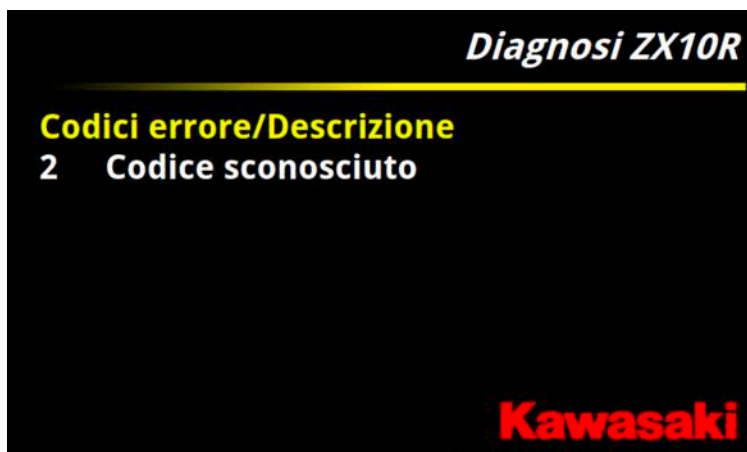 Diagnosi ZX10R
Codici errore/Descrizione
2 Codice sconosciuto
Kawasaki